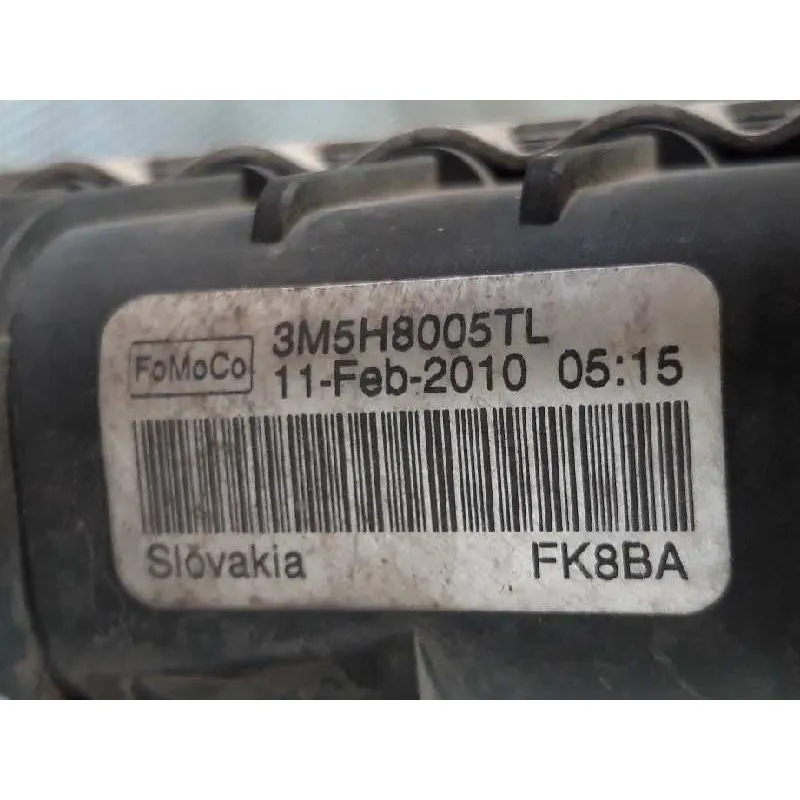 FoMoCo
3M5H8005TL
11-Feb-2010 05:15
Slovakia FK8BA